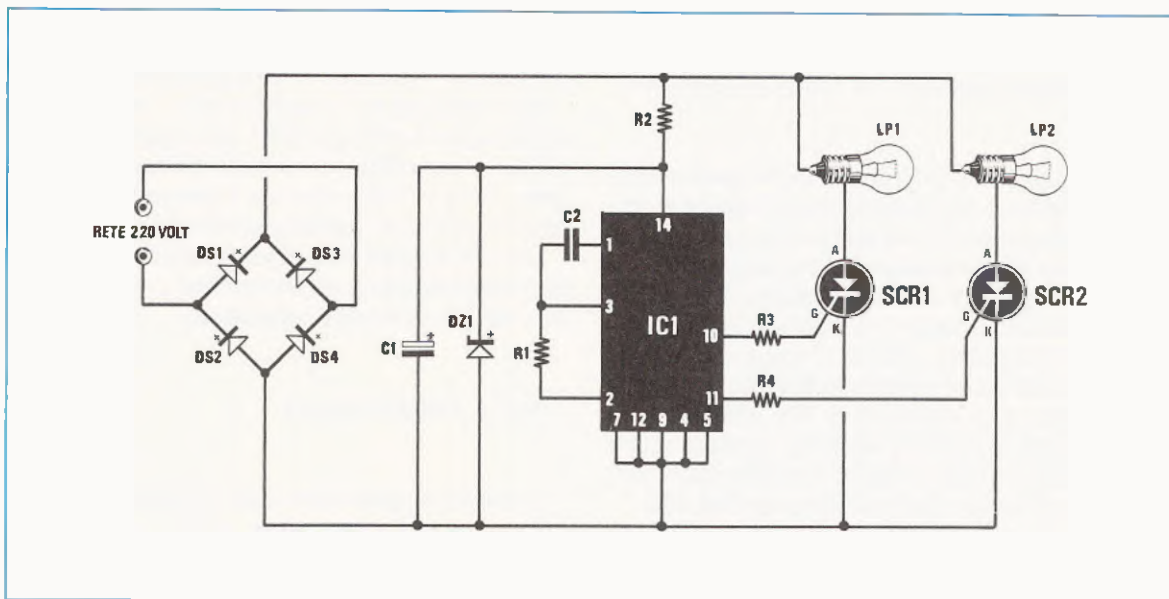 RETE 220 VOLT
DS1
DS3
DS2
DS4
C1
DZ1
R2
C2
R1
1
3
2
14
IC1
10
11
7 12 9 4 5
R3
R4
LP1
LP2
A
G
K
SCR1
A
G
K
SCR2
+
+